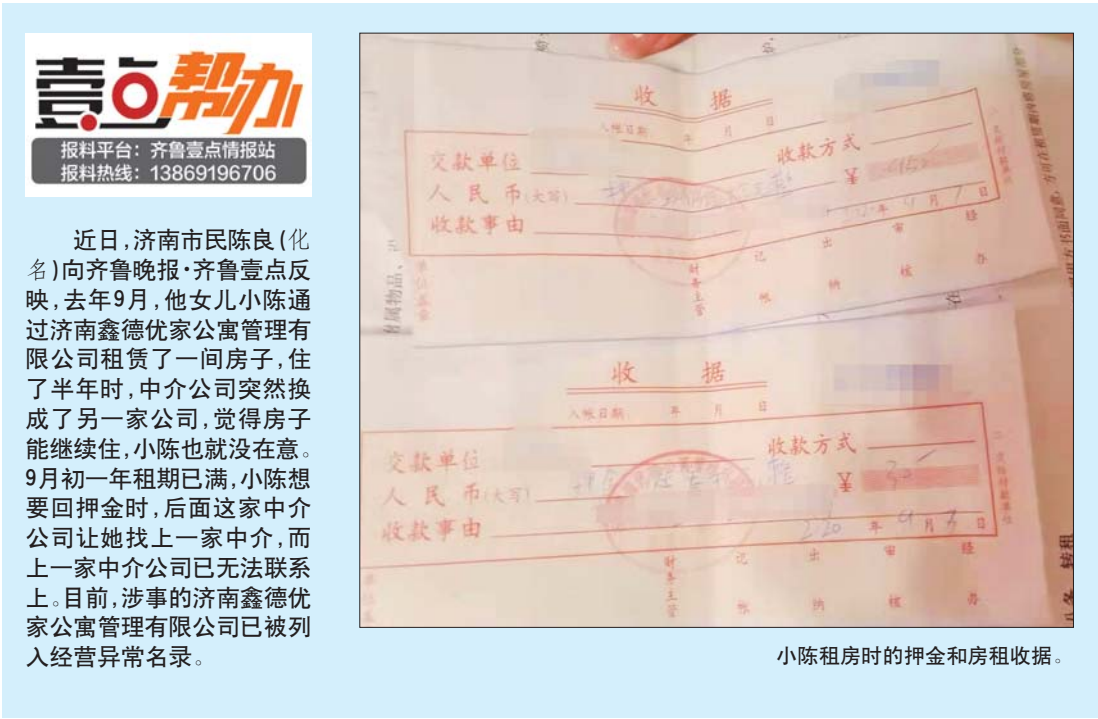 壹点帮办
报料平台：齐鲁壹点情报站
报料热线：13869196706
近日，济南市民陈良(化
名)向齐鲁晚报·齐鲁壹点反
映，去年9月，他女儿小陈通
过济南鑫德优家公寓管理有
限公司租赁了一间房子，住
了半年时，中介公司突然换
成了另一家公司，觉得房子
能继续住，小陈也就没在意。
9月初一年租期已满，小陈想
要回押金时，后面这家中介
公司让她找上一家中介，而
上一家中介公司已无法联系
上。目前，涉事的济南鑫德优
家公寓管理有限公司已被列
入经营异常名录。
收 据
入帐日期 年 月 日
交款单位 收款方式
人民币(大写) ¥
收款事由 年 9 月 日
财务主管 记帐 出纳 审核 经办
收 据
入帐日期 年 月 日
交款单位 收款方式
人民币(大写) ¥
收款事由 年 9 月 日
财务主管 记帐 出纳 审核 经办
附属物品、
转租
小陈租房时的押金和房租收据。